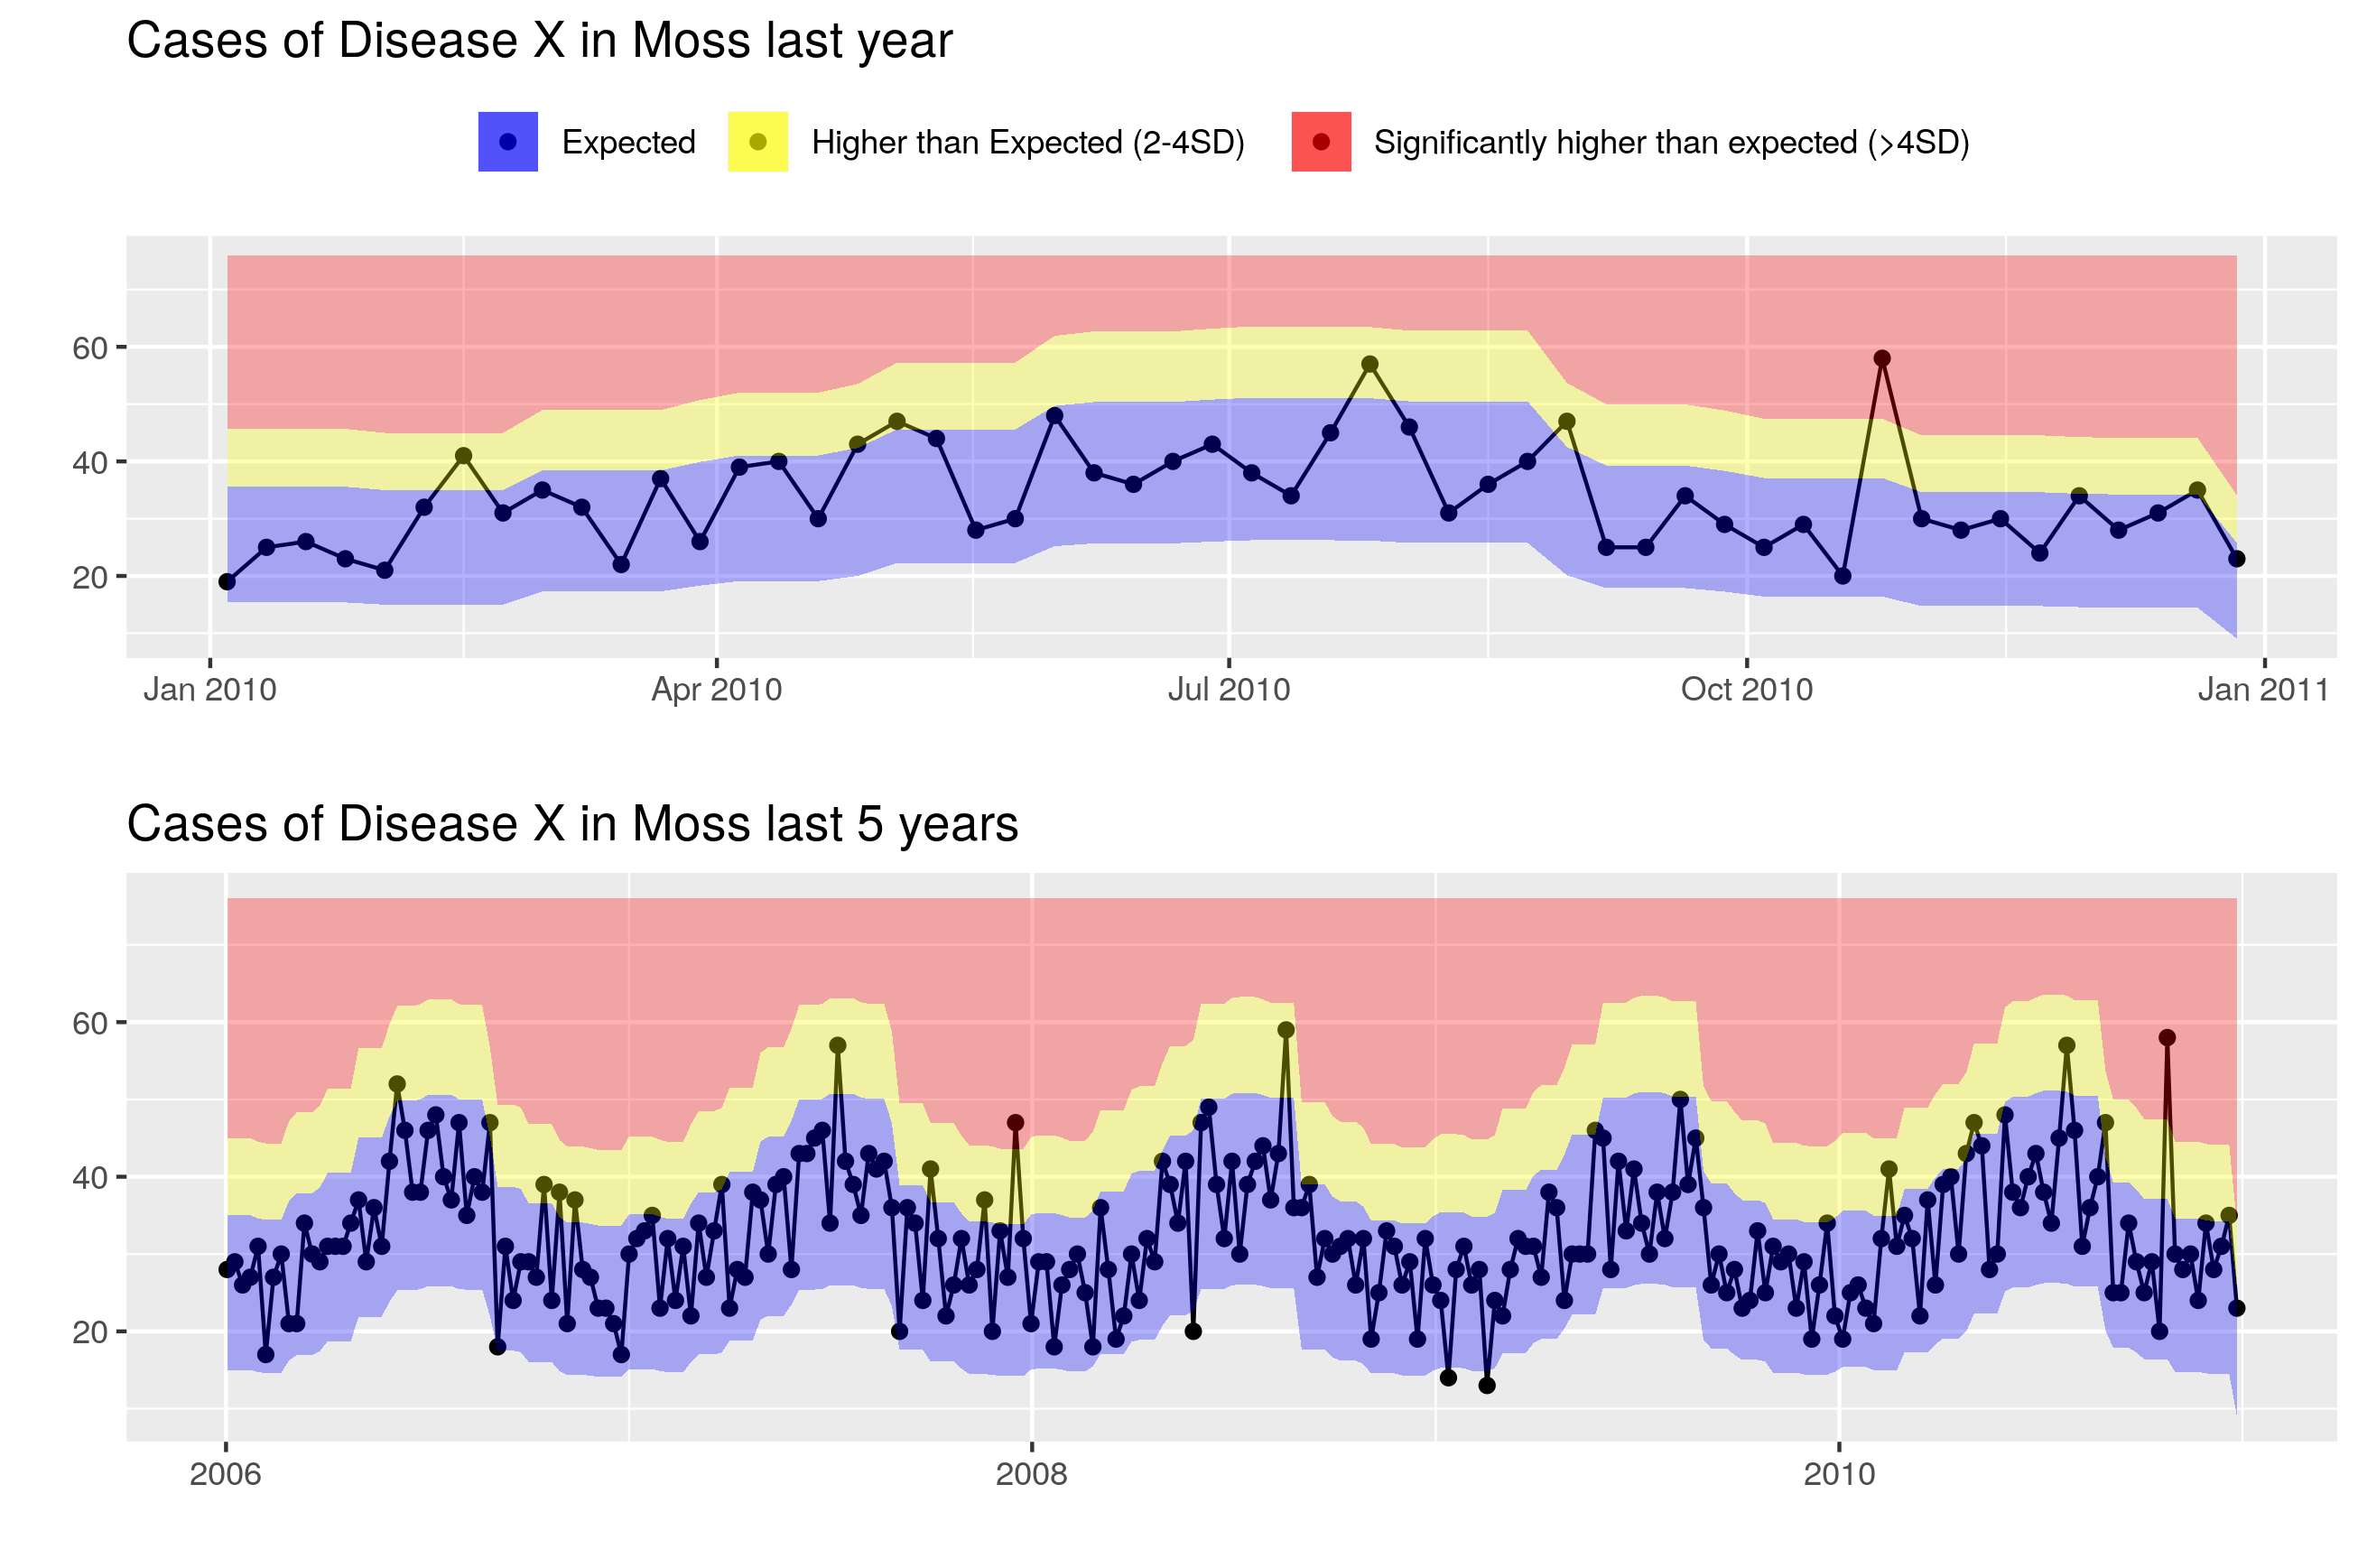 Cases of Disease X in Moss last year
Expected
Higher than Expected (2-4SD)
Significantly higher than expected (>4SD)
60
40
20
Jan 2010
Apr 2010
Jul 2010
Oct 2010
Jan 2011
Cases of Disease X in Moss last 5 years
60
40
20
2006
2008
2010